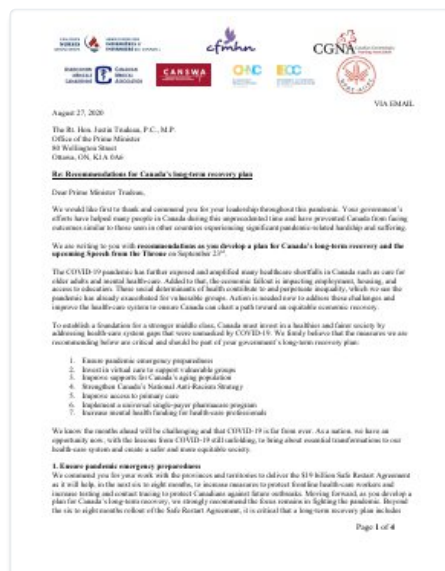 CANADIAN
NURSES
ASSOCIATION
ASSOCIATION DES
INFIRMIÈRES ET
INFIRMIERS DU CANADA
cfmhn
CGNA
ASSOCIATION
MÉDICALE
CANADIENNE
CANADIAN
MEDICAL
ASSOCIATION
CANSWA
VIA EMAIL
August 27, 2020
The Rt. Hon. Justin Trudeau, P.C., M.P.
Office of the Prime Minister
80 Wellington Street
Ottawa, ON, K1A 0A6
Re: Recommendations for Canada's long-term recovery plan
Dear Prime Minister Trudeau,
We would like first to thank and commend you for your leadership throughout this pandemic. Your government's
efforts have helped many people in Canada during this unprecedented time and have prevented Canada from facing
outcomes similar to those seen in other countries experiencing significant pandemic-related hardship and suffering.
We are writing to you with recommendations as you develop a plan for Canada's long-term recovery and the
upcoming Speech from the Throne on September 23rd.
The COVID-19 pandemic has further exposed and amplified many healthcare shortfalls in Canada such as care for
older adults and mental health-care. Added to that, the economic fallout is impacting employment, housing, and
access to education. These social determinants of health contribute to and perpetuate inequality, which we see the
pandemic has already exacerbated for vulnerable groups. Action is needed now to address these challenges and
improve the health-care system to ensure Canada can chart a path toward an equitable economic recovery.
To establish a foundation for a stronger middle class, Canada must invest in a healthier and fairer society by
addressing health-care system gaps that were unmasked by COVID-19. We firmly believe that the measures we are
recommending below are critical and should be part of your government's long-term recovery plan:
1. Ensure pandemic emergency preparedness
2. Invest in virtual care to support vulnerable groups
3. Improve supports for Canada's aging population
4. Strengthen Canada's National Anti-Racism Strategy
5. Improve access to primary care
6. Implement a universal single-payer pharmacare program
7. Increase mental health funding for health-care professionals
We know the months ahead will be challenging and that COVID-19 is far from over. As a nation, we have an
opportunity now, with the lessons from COVID-19 still unfolding, to bring about essential transformations to our
health-care system and create a safer and more equitable society.
1. Ensure pandemic emergency preparedness
We commend you for your work with the provinces and territories to deliver the $19 billion Safe Restart Agreement
as it will help, in the next six to eight months, to increase measures to protect frontline health-care workers and
increase testing and contact tracing to protect Canadians against future outbreaks. Moving forward, as you develop a
plan for Canada's long-term recovery, we strongly recommend the focus remains in fighting the pandemic. Beyond
the six to eight months rollout of the Safe Restart Agreement, it is critical that a long-term recovery plan includes
Page 1 of 4